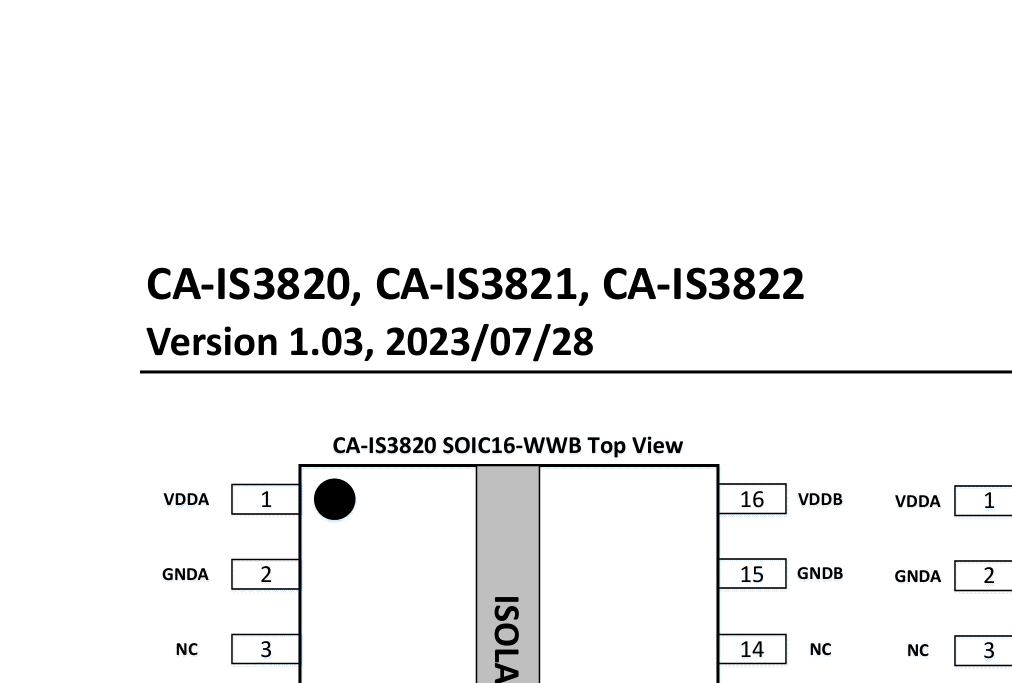 CA-IS3820, CA-IS3821, CA-IS3822
Version 1.03, 2023/07/28
CA-IS3820 SOIC16-WWB Top View
VDDA 1 16 VDDB VDDA 1
GNDA 2 15 GNDB GNDA 2
NC 3 14 NC NC 3
ISOLA